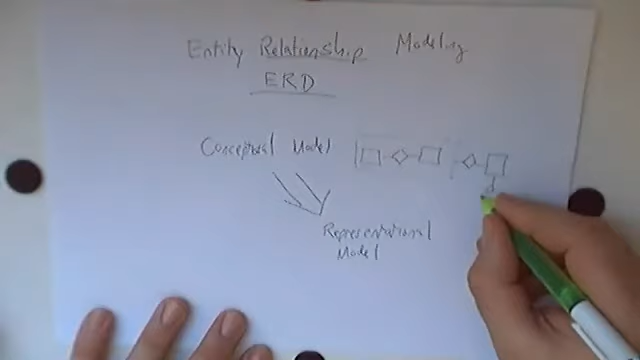 Entity Relationship Modeling
ERD
Conceptual Model
Representational
Model